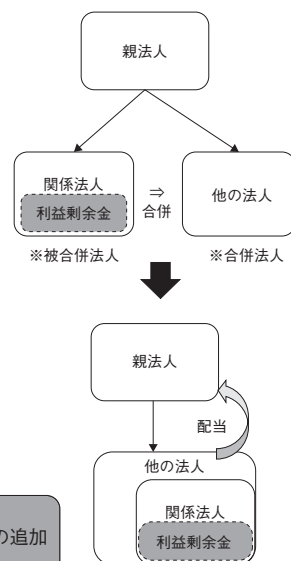 親法人
関係法人
利益剰余金
⇒
合併
他の法人
※被合併法人
※合併法人
親法人
配当
他の法人
関係法人
利益剰余金
の追加